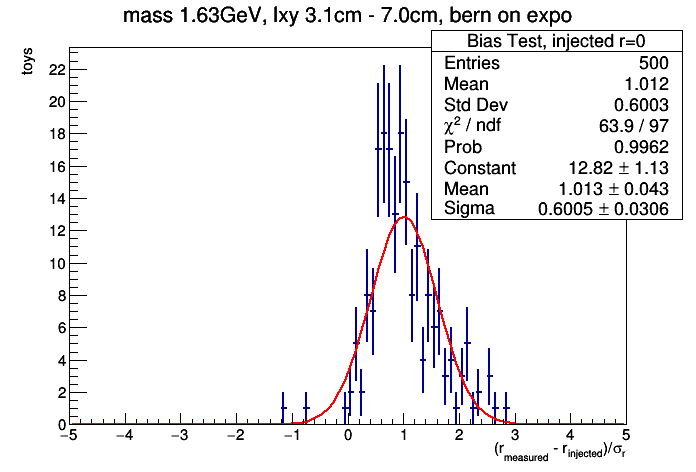 mass 1.63GeV, lxy 3.1cm - 7.0cm, bern on expo
Bias Test, injected r=0
Entries 500
Mean 1.012
Std Dev 0.6003
χ² / ndf 63.9 / 97
Prob 0.9962
Constant 12.82 ± 1.13
Mean 1.013 ± 0.043
Sigma 0.6005 ± 0.0306
toys
22
20
18
16
14
12
10
8
6
4
2
0
−5 −4 −3 −2 −1 0 1 2 3 4 5
(r_measured - r_injected)/σ_r